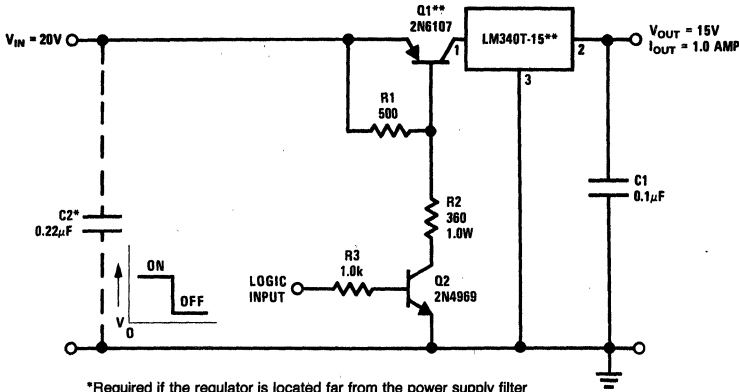 Q1**
2N6107
V_IN = 20V
1
LM340T-15**
2
3
V_OUT = 15V
I_OUT = 1.0 AMP
R1
500
R2
360
1.0W
C1
0.1μF
C2*
0.22μF
ON
OFF
V
0
LOGIC
INPUT
R3
1.0k
Q2
2N4969
*Required if the regulator is located far from the power supply filter